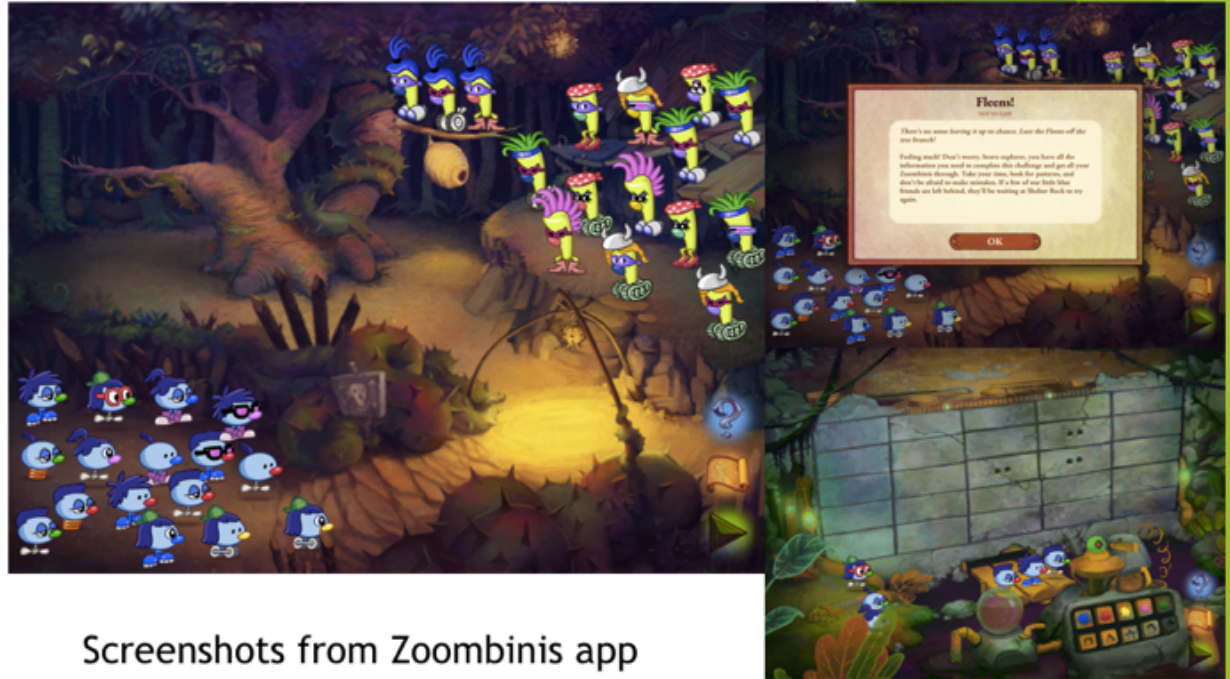 Fleens!
There's no sense leaving it up to chance. Lure the Fleens off the
tree branch!
Feeling stuck? Don't worry, brave explorer, you have all the
information you need to complete this challenge and get all your
Zoombinis through. Take your time, look for patterns, and
don't be afraid to make mistakes. If a few of our little blue
friends are left behind, they'll be waiting at Shelter Rock to try
again.
OK
Screenshots from Zoombinis app